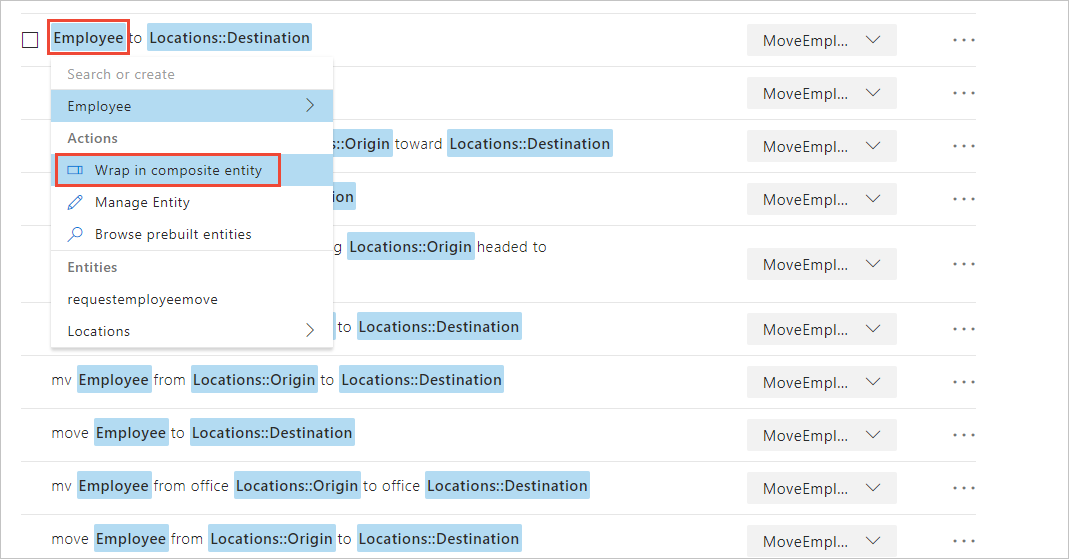 Employee to Locations::Destination MoveEmpl... ...
Search or create
MoveEmpl... ...
Employee
Actions
s::Origin toward Locations::Destination MoveEmpl... ...
Wrap in composite entity
Manage Entity ion MoveEmpl... ...
Browse prebuilt entities
g Locations::Origin headed to MoveEmpl... ...
Entities
requestemployeemove
Locations to Locations::Destination MoveEmpl... ...
mv Employee from Locations::Origin to Locations::Destination MoveEmpl... ...
move Employee to Locations::Destination MoveEmpl... ...
mv Employee from office Locations::Origin to office Locations::Destination MoveEmpl... ...
move Employee from Locations::Origin to Locations::Destination MoveEmpl... ...